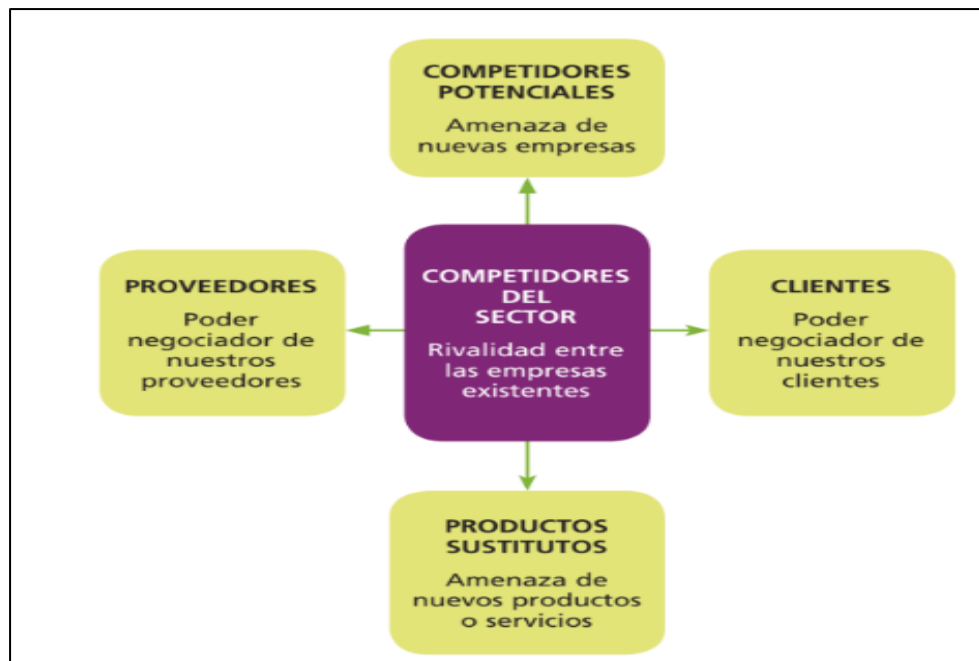 COMPETIDORES
POTENCIALES
Amenaza de
nuevas empresas
PROVEEDORES
Poder
negociador de
nuestros
proveedores
COMPETIDORES
DEL
SECTOR
Rivalidad entre
las empresas
existentes
CLIENTES
Poder
negociador de
nuestros
clientes
PRODUCTOS
SUSTITUTOS
Amenaza de
nuevos productos
o servicios